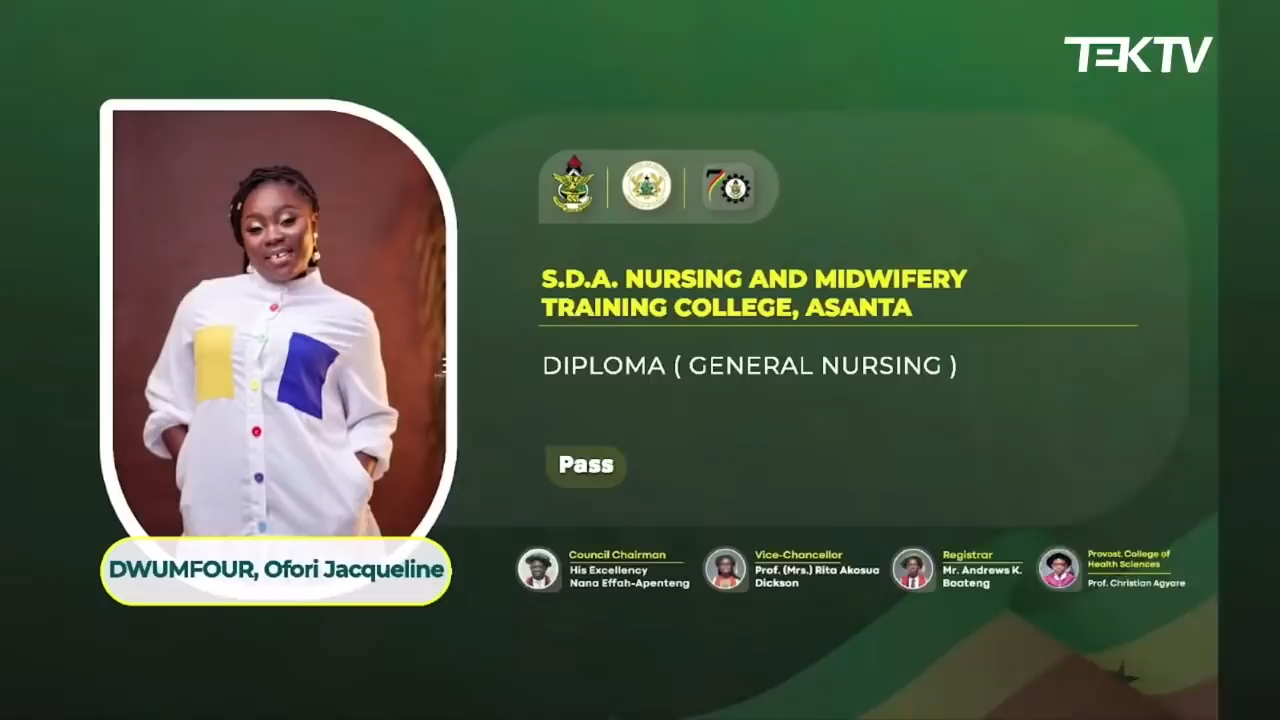 TEKTV
S.D.A. NURSING AND MIDWIFERY
TRAINING COLLEGE, ASANTA
DIPLOMA ( GENERAL NURSING )
Pass
DWUMFOUR, Ofori Jacqueline
Council Chairman
His Excellency
Nana Effah-Apenteng
Vice-Chancellor
Prof. (Mrs.) Rita Akosua
Dickson
Registrar
Mr. Andrews K.
Boateng
Provost, College of
Health Sciences
Prof. Christian Agyare